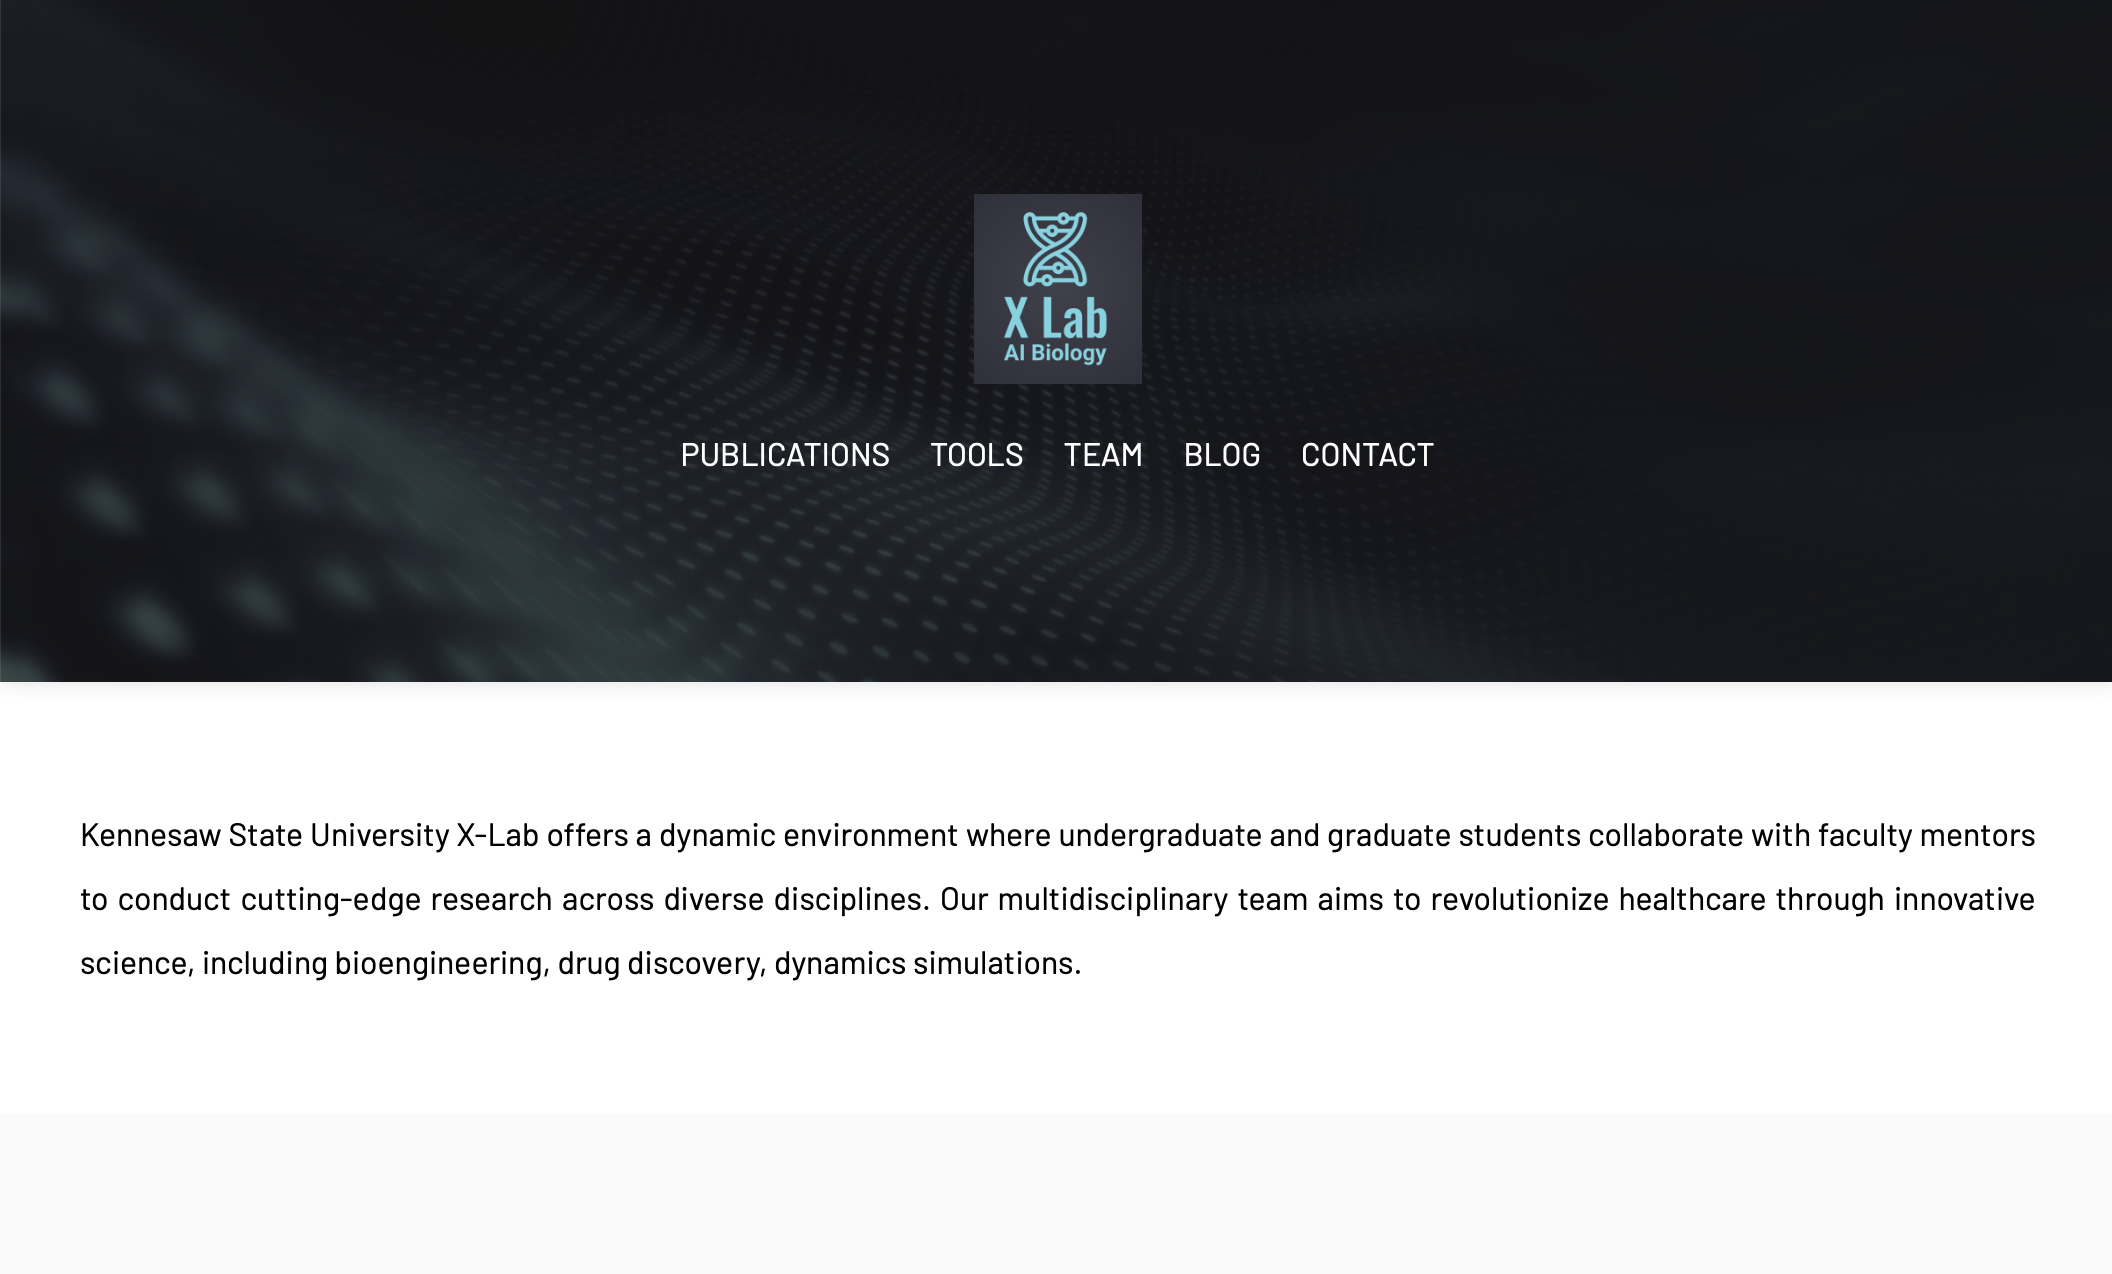 X Lab
AI Biology
PUBLICATIONS TOOLS TEAM BLOG CONTACT
Kennesaw State University X-Lab offers a dynamic environment where undergraduate and graduate students collaborate with faculty mentors
to conduct cutting-edge research across diverse disciplines. Our multidisciplinary team aims to revolutionize healthcare through innovative
science, including bioengineering, drug discovery, dynamics simulations.